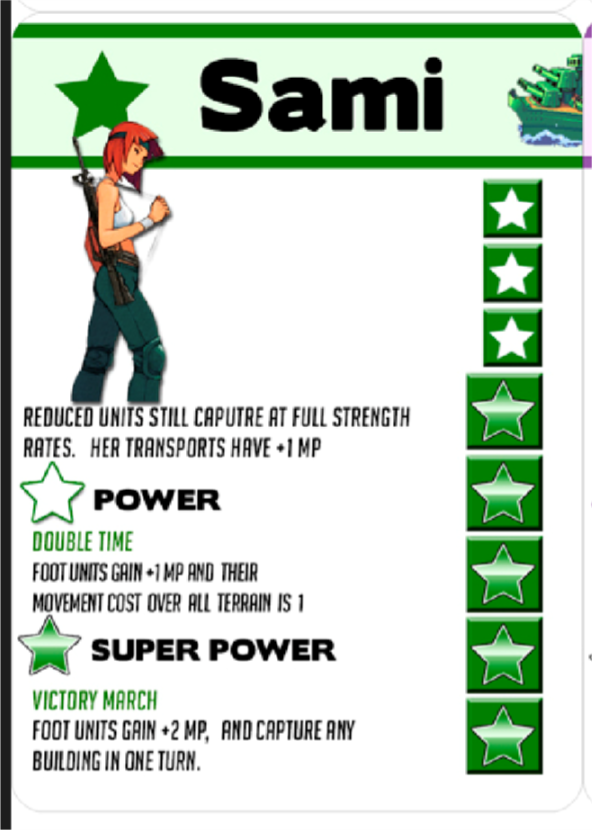 Sami
REDUCED UNITS STILL CAPUTRE AT FULL STRENGTH
RATES. HER TRANSPORTS HAVE +1 MP
POWER
DOUBLE TIME
FOOT UNITS GAIN +1 MP AND THEIR
MOVEMENT COST OVER ALL TERRAIN IS 1
SUPER POWER
VICTORY MARCH
FOOT UNITS GAIN +2 MP, AND CAPTURE ANY
BUILDING IN ONE TURN.